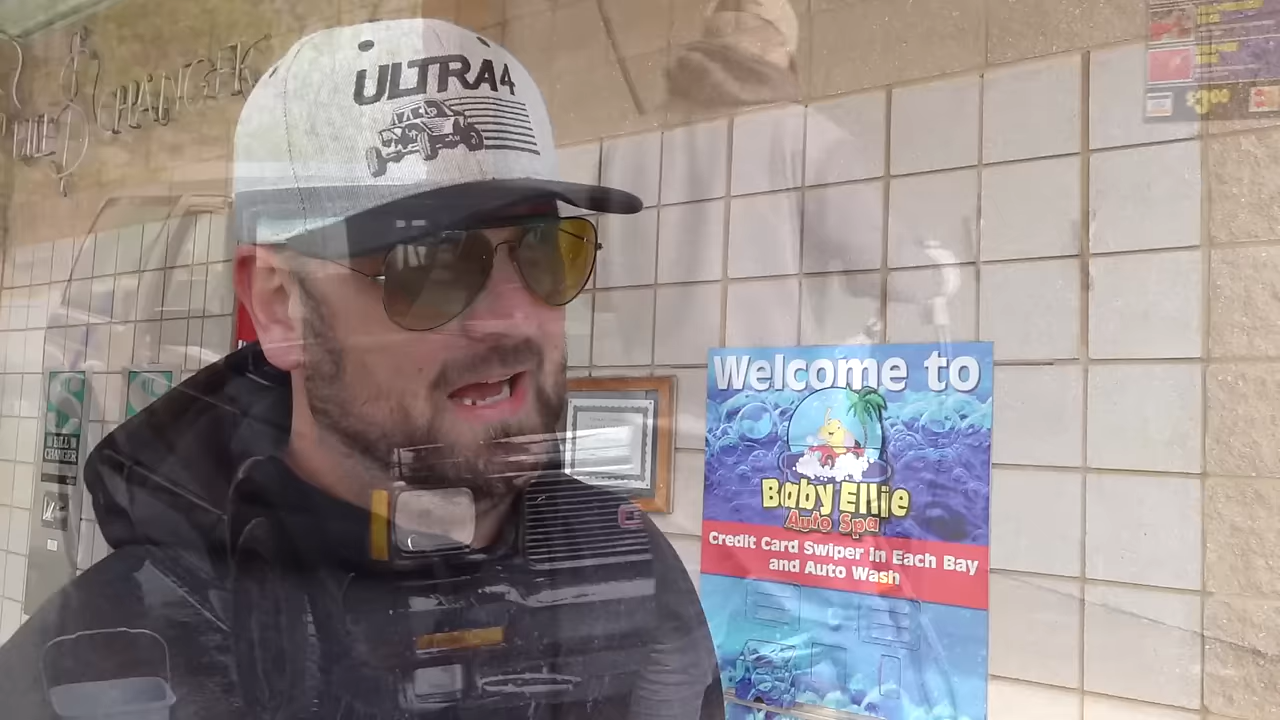 ULTRA4
CHANGER
BILL
CHANGER
Welcome to
Baby Ellie
Auto Spa
Credit Card Swiper In Each Bay
and Auto Wash